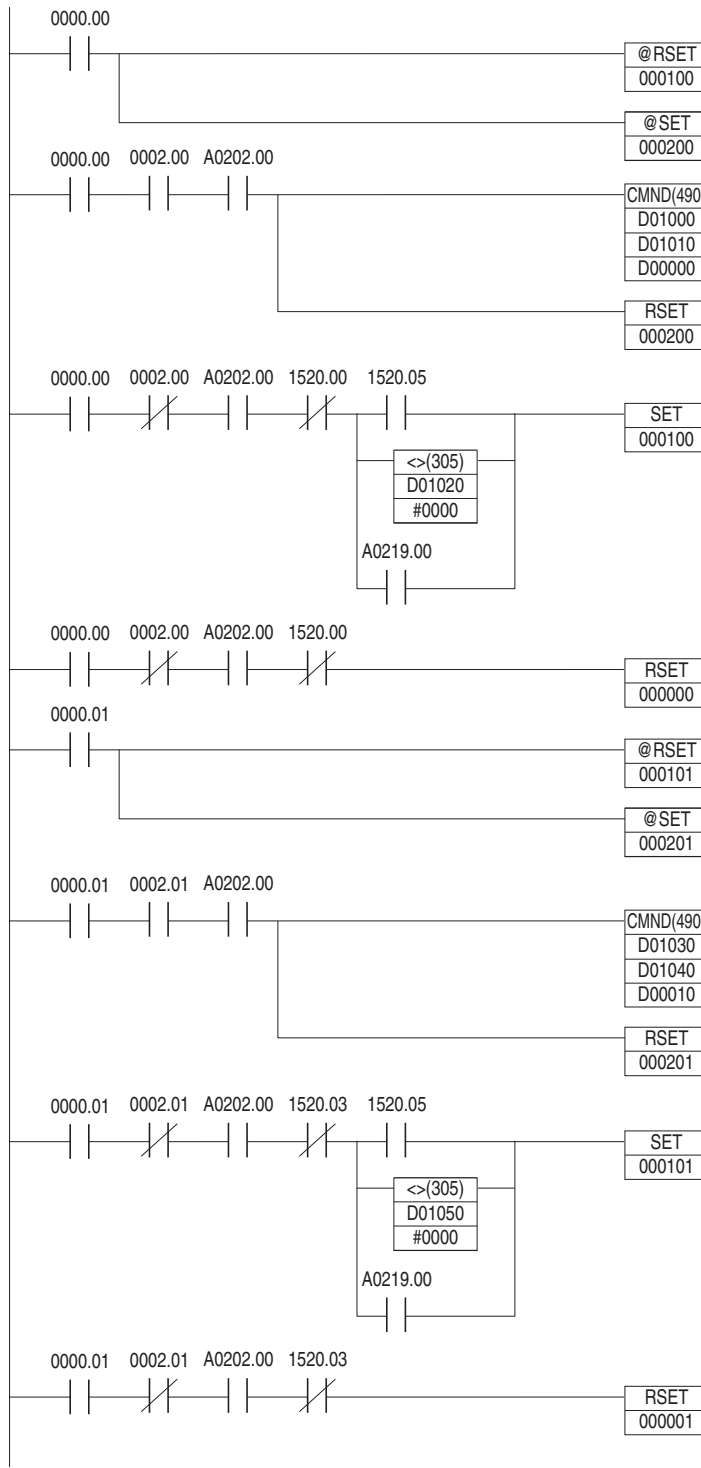 0000.00
@RSET
000100
@SET
000200
0000.00 0002.00 A0202.00
CMND(490
D01000
D01010
D00000
RSET
000200
0000.00 0002.00 A0202.00 1520.00 1520.05
SET
000100
<>(305)
D01020
#0000
A0219.00
0000.00 0002.00 A0202.00 1520.00
RSET
000000
0000.01
@RSET
000101
@SET
000201
0000.01 0002.01 A0202.00
CMND(490
D01030
D01040
D00010
RSET
000201
0000.01 0002.01 A0202.00 1520.03 1520.05
SET
000101
<>(305)
D01050
#0000
A0219.00
0000.01 0002.01 A0202.00 1520.03
RSET
000001